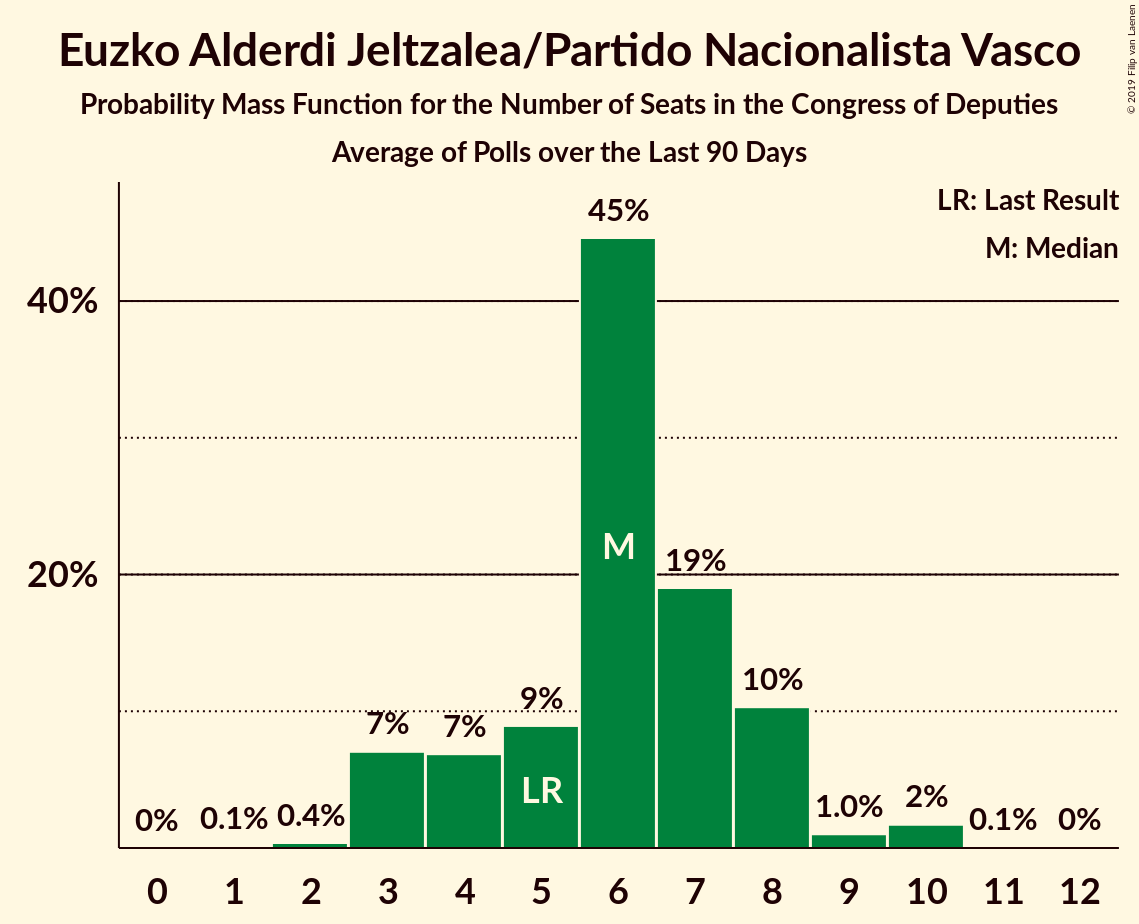 Euzko Alderdi Jeltzalea/Partido Nacionalista Vasco
Probability Mass Function for the Number of Seats in the Congress of Deputies
Average of Polls over the Last 90 Days
© 2019 Filip van Laenen
LR: Last Result
M: Median
45%
40%
M
19%
20%
10%
9%
7%
7%
LR
2%
1.0%
0.4%
0.1%
0%
0.1%
0%
0 1 2 3 4 5 6 7 8 9 10 11 12